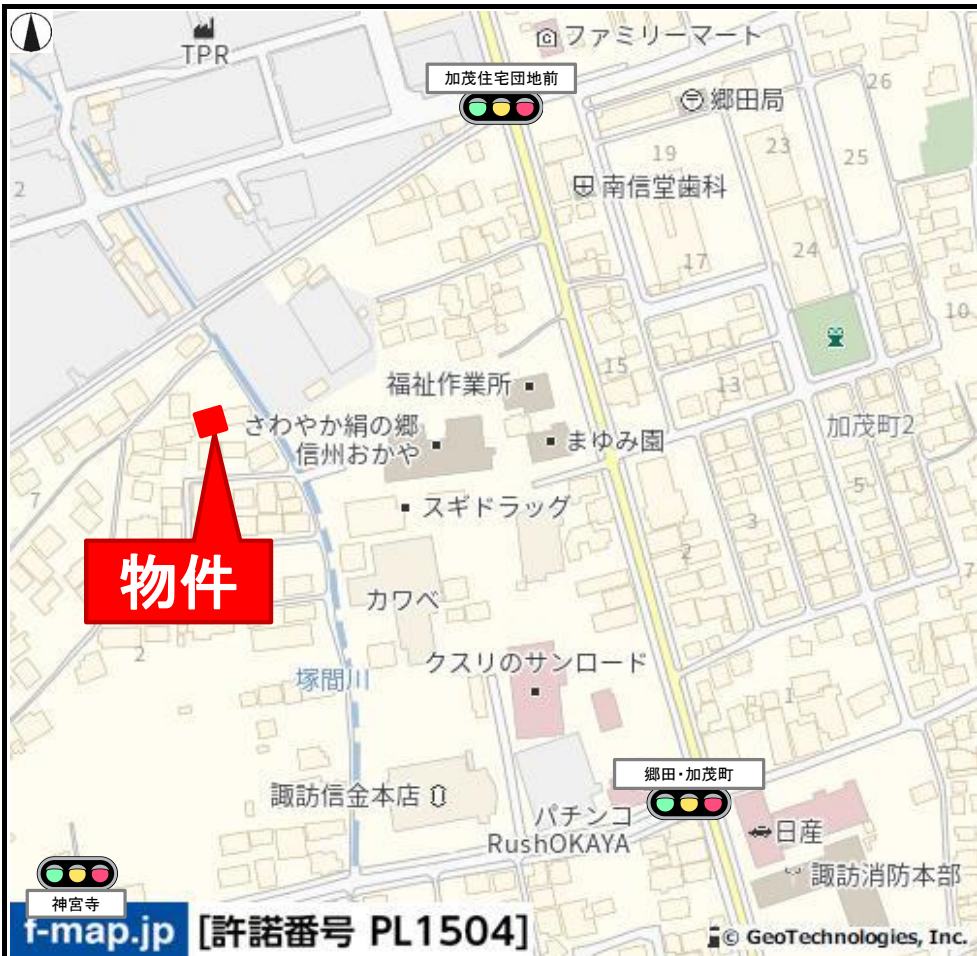 TPR
ファミリーマート
加茂住宅団地前
郷田局
26
2
19
23
25
南信堂歯科
17
24
10
15
福祉作業所
13
さわやか絹の郷
信州おかや
まゆみ園
加茂町2
7
5
スギドラッグ
3
物件
2
カワベ
7
クスリのサンロード
2
塚間川
1
郷田・加茂町
諏訪信金本店
パチンコ
RushOKAYA
日産
諏訪消防本部
神宮寺
f-map.jp [許諾番号 PL1504]
© GeoTechnologies, Inc.